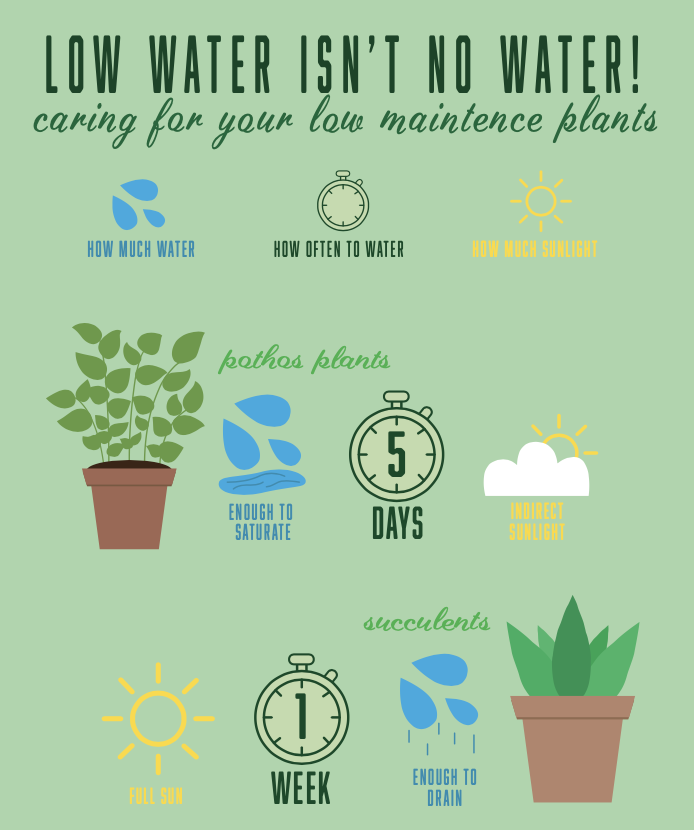 LOW WATER ISN'T NO WATER!
caring for your low maintence plants
HOW MUCH WATER
HOW OFTEN TO WATER
HOW MUCH SUNLIGHT
pothos plants
ENOUGH TO
SATURATE
5
DAYS
INDIRECT
SUNLIGHT
succulents
FULL SUN
1
WEEK
ENOUGH TO
DRAIN